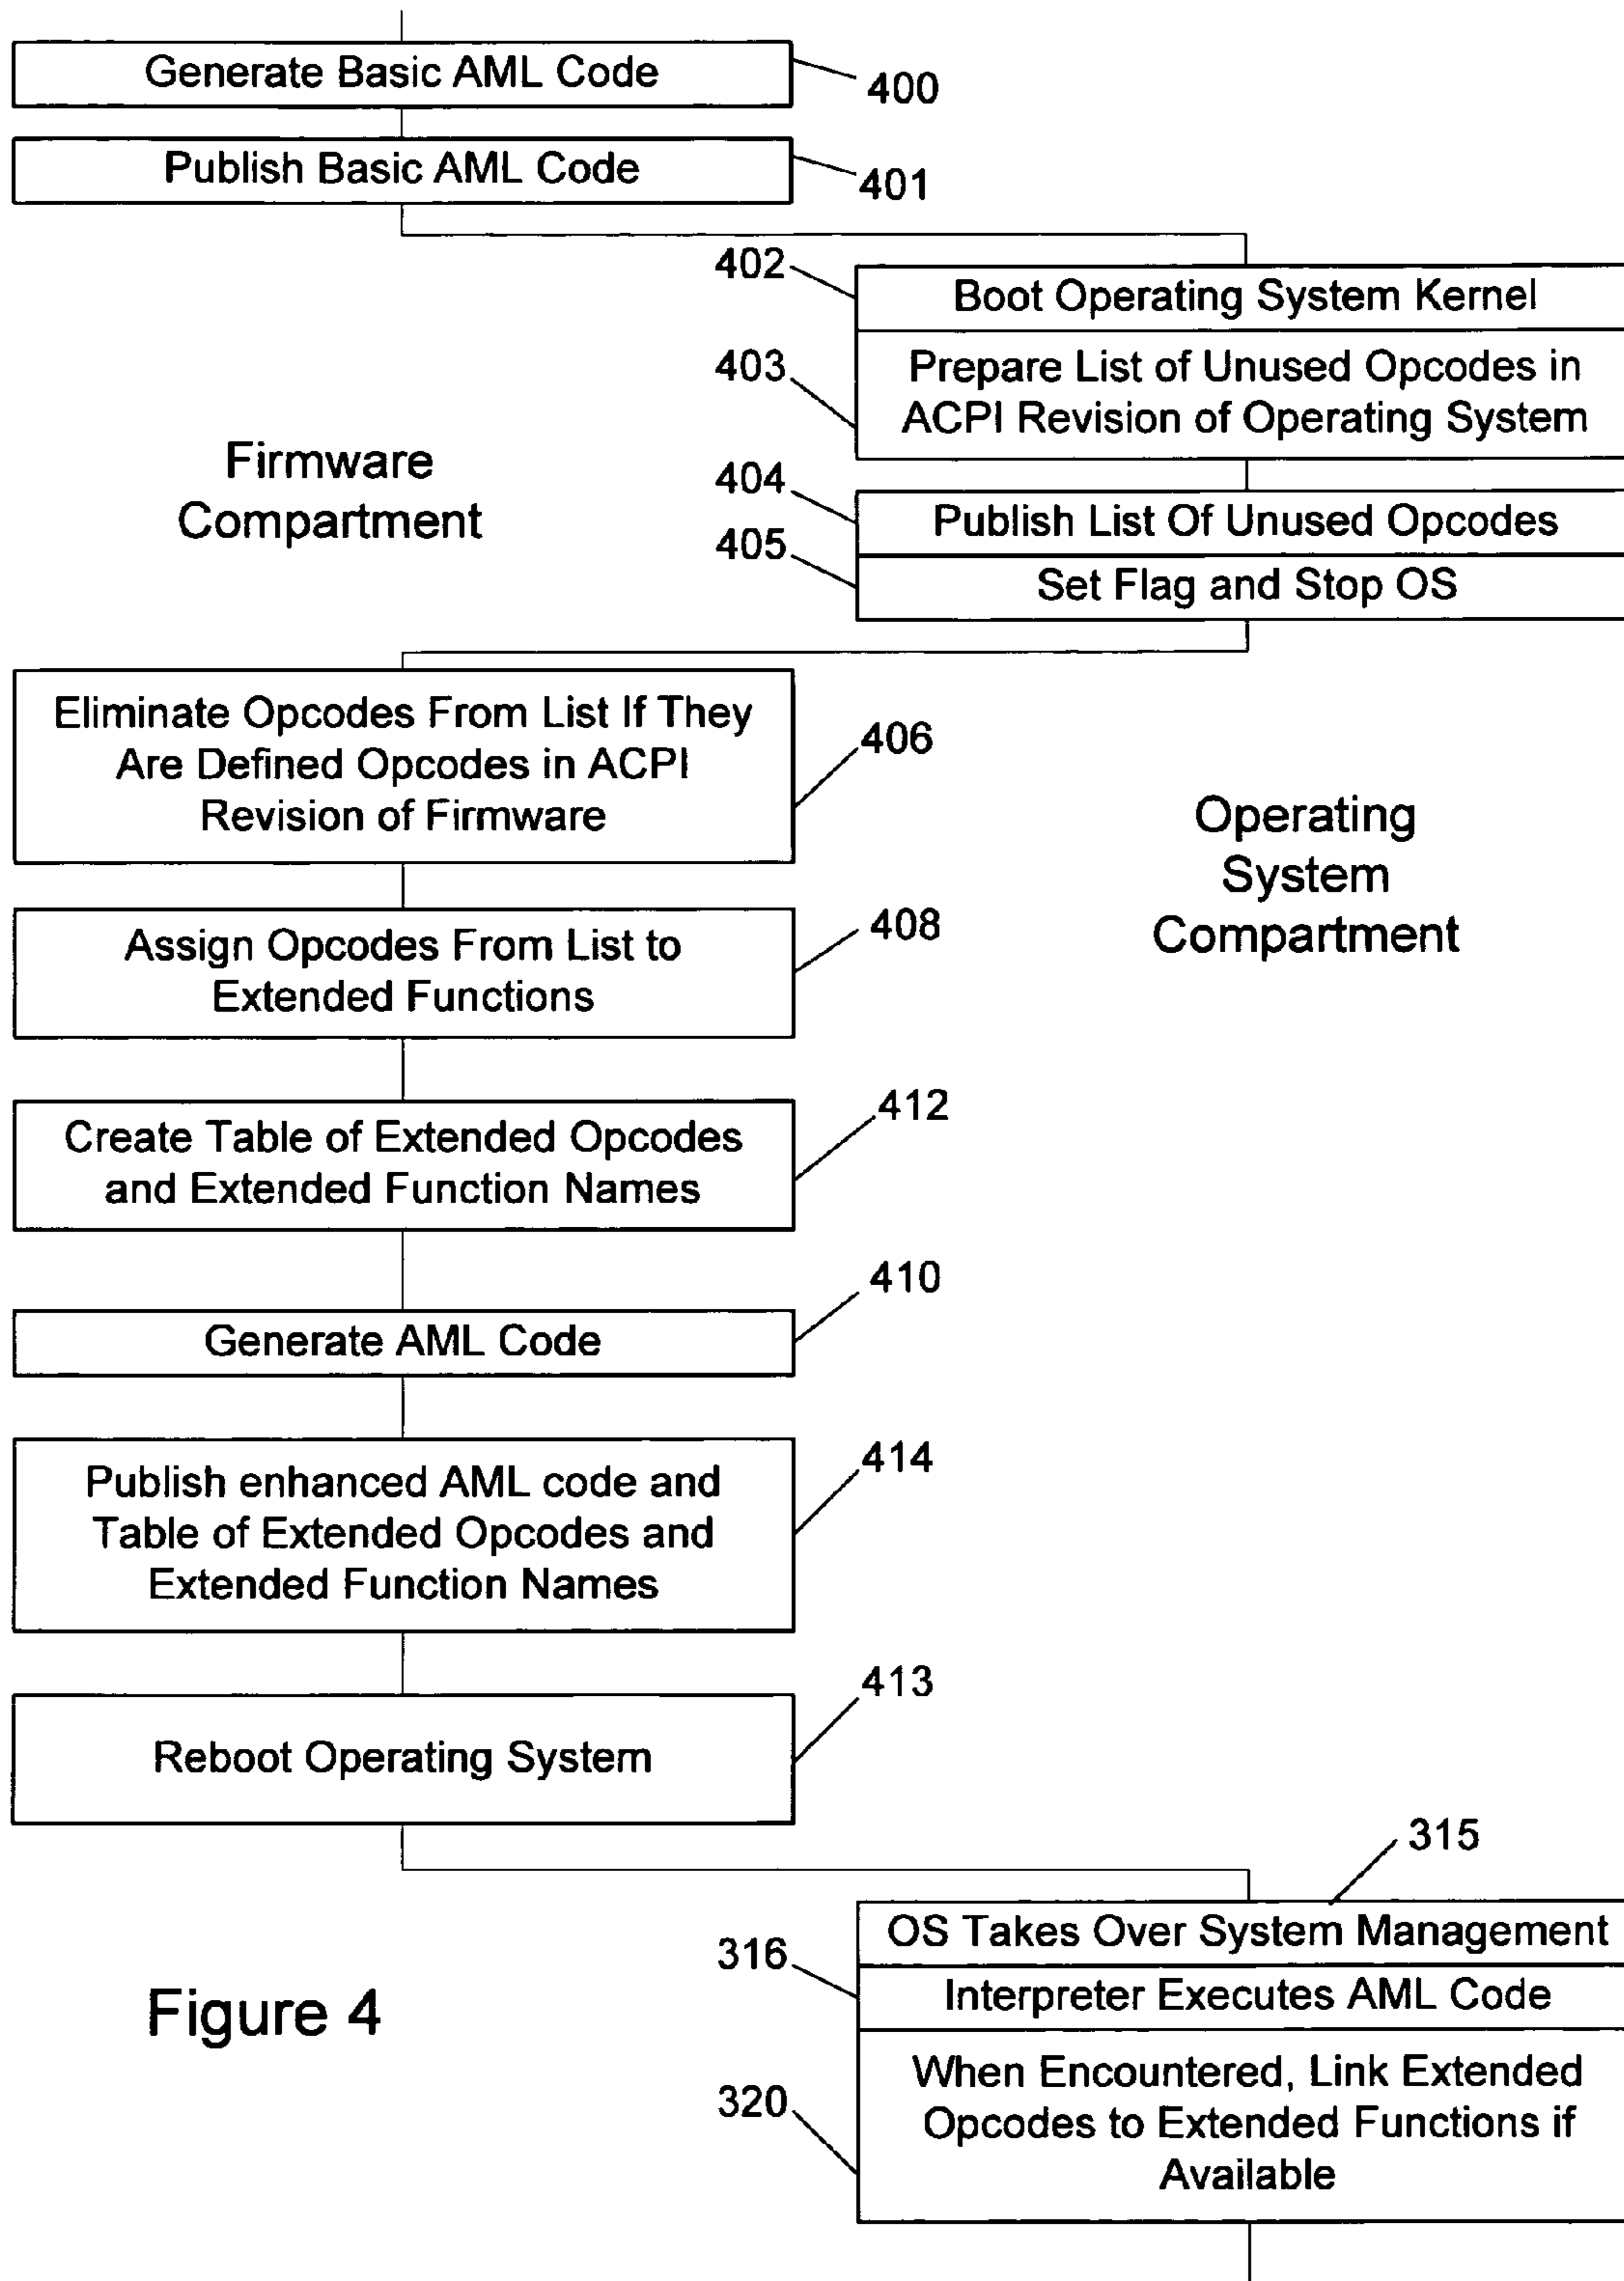 Generate Basic AML Code
400
Publish Basic AML Code
401
402
Boot Operating System Kernel
403
Prepare List of Unused Opcodes in
ACPI Revision of Operating System
Firmware
Compartment
404
Publish List Of Unused Opcodes
405
Set Flag and Stop OS
Eliminate Opcodes From List If They
Are Defined Opcodes in ACPI
Revision of Firmware
406
Operating
System
Compartment
Assign Opcodes From List to
Extended Functions
408
Create Table of Extended Opcodes
and Extended Function Names
412
410
Generate AML Code
Publish enhanced AML code and
Table of Extended Opcodes and
Extended Function Names
414
Reboot Operating System
413
315
OS Takes Over System Management
316
Interpreter Executes AML Code
Figure 4
320
When Encountered, Link Extended
Opcodes to Extended Functions if
Available